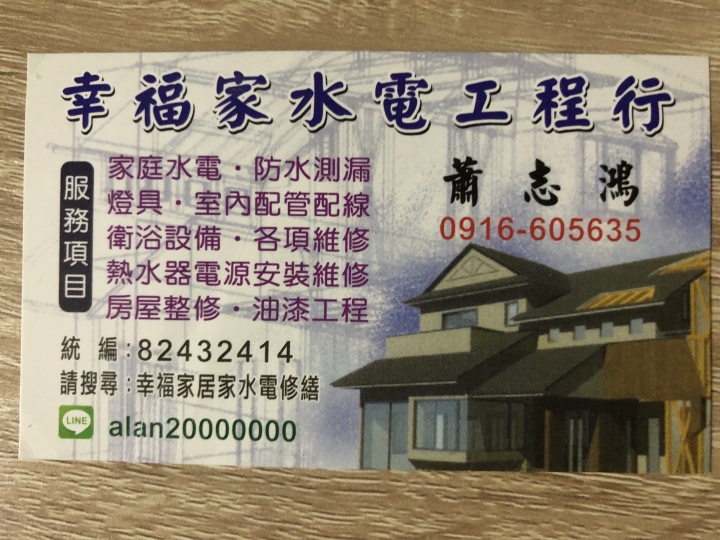 幸福家水電工程行
服務項目
家庭水電・防水測漏
燈具・室內配管配線
衛浴設備・各項維修
熱水器電源安裝維修
房屋整修・油漆工程
蕭志鴻
0916-605635
統編:82432414
請搜尋:幸福家居家水電修繕
LINE alan20000000